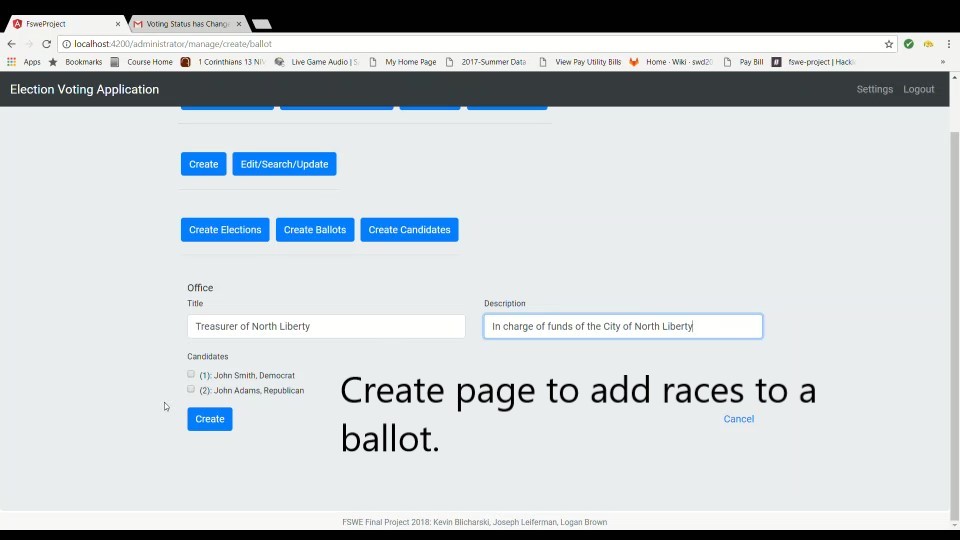 FsweProject
Voting Status has Chang
localhost:4200/administrator/manage/create/ballot
Apps Bookmarks Course Home 1 Corinthians 13 NIV Live Game Audio | S My Home Page 2017-Summer Data View Pay Utility Bills Home · Wiki · swd20 Pay Bill fswe-project | Hack
Election Voting Application Settings Logout
Create Edit/Search/Update
Create Elections Create Ballots Create Candidates
Office
Title Description
Treasurer of North Liberty In charge of funds of the City of North Liberty
Candidates
(1): John Smith, Democrat
(2): John Adams, Republican
Create Cancel
Create page to add races to a
ballot.
FSWE Final Project 2018: Kevin Blicharski, Joseph Leiferman, Logan Brown